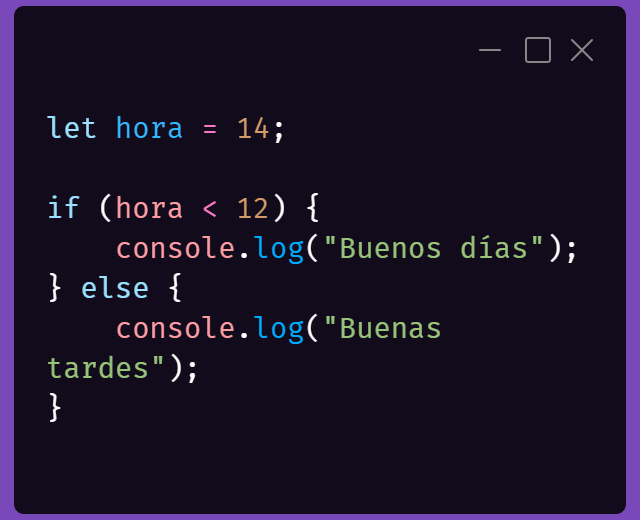 let hora = 14;
if (hora < 12) {
    console.log("Buenos días");
} else {
    console.log("Buenas
tardes");
}